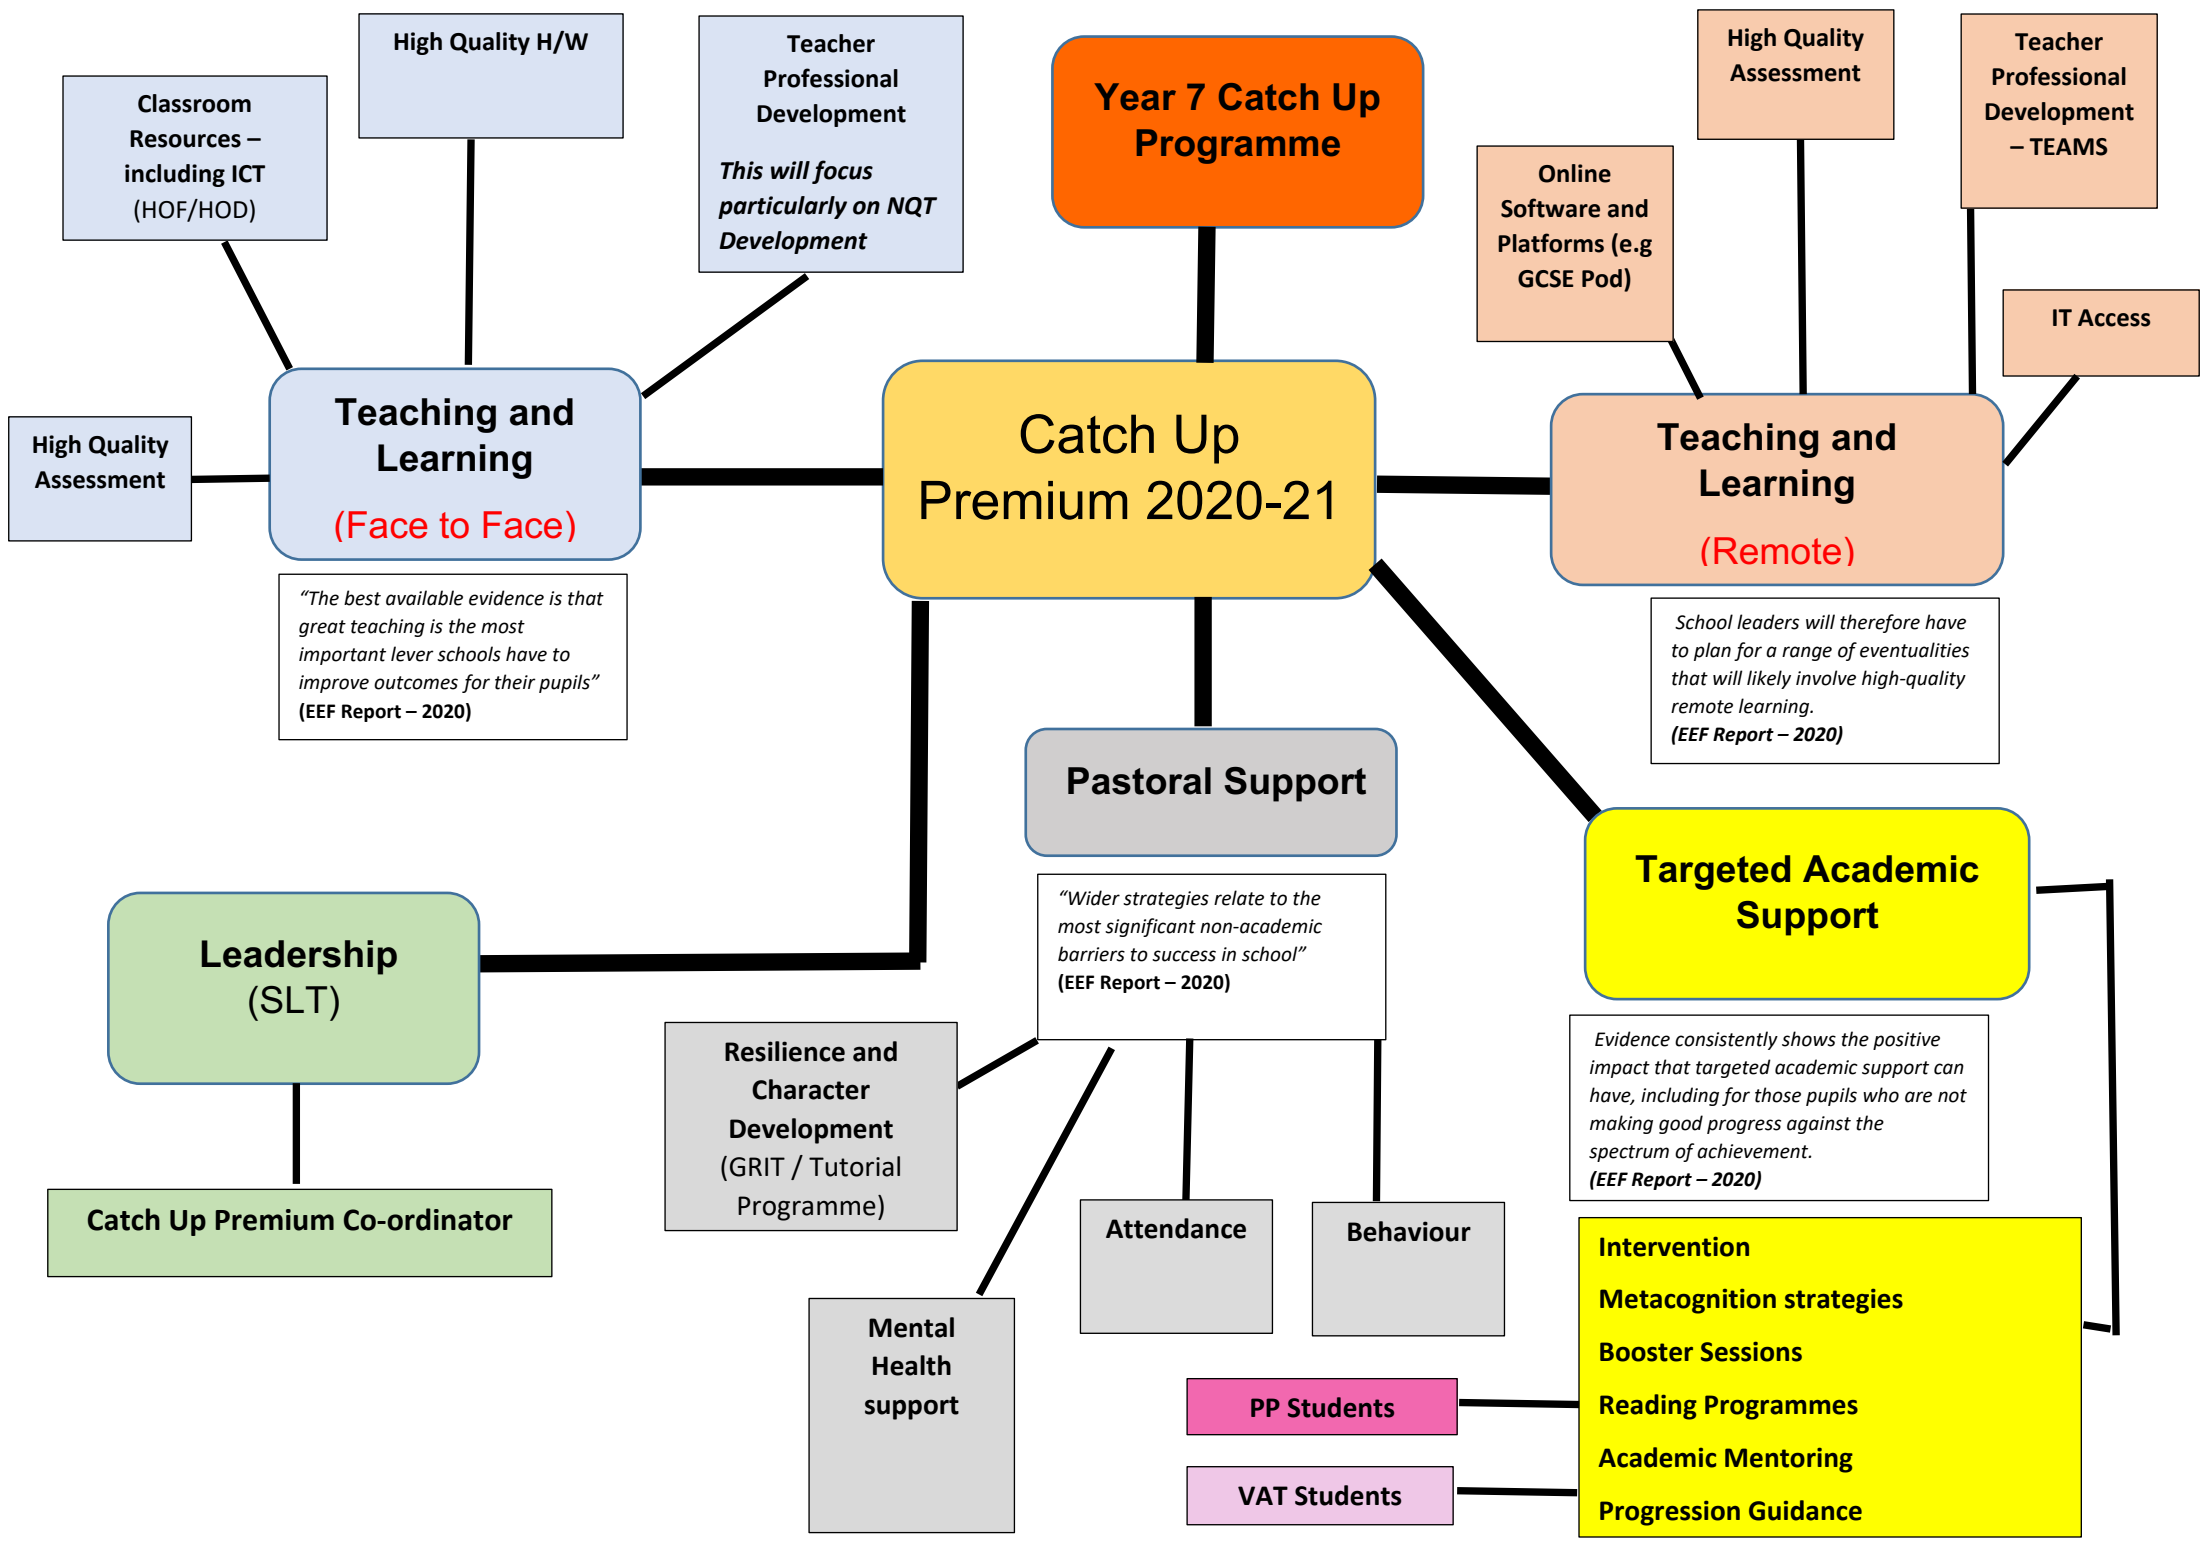 High Quality H/W
Teacher
Professional
Development
This will focus
particularly on NQT
Development
Classroom
Resources –
including ICT
(HOF/HOD)
High Quality
Assessment
Teaching and
Learning
(Face to Face)
“The best available evidence is that
great teaching is the most
important lever schools have to
improve outcomes for their pupils”
(EEF Report – 2020)
Year 7 Catch Up
Programme
Catch Up
Premium 2020-21
High Quality
Assessment
Teacher
Professional
Development
– TEAMS
Online
Software and
Platforms (e.g
GCSE Pod)
IT Access
Teaching and
Learning
(Remote)
School leaders will therefore have
to plan for a range of eventualities
that will likely involve high-quality
remote learning.
(EEF Report – 2020)
Leadership
(SLT)
Catch Up Premium Co-ordinator
Pastoral Support
“Wider strategies relate to the
most significant non-academic
barriers to success in school”
(EEF Report – 2020)
Resilience and
Character
Development
(GRIT / Tutorial
Programme)
Mental
Health
support
Attendance
Behaviour
Targeted Academic
Support
Evidence consistently shows the positive
impact that targeted academic support can
have, including for those pupils who are not
making good progress against the
spectrum of achievement.
(EEF Report – 2020)
Intervention
Metacognition strategies
Booster Sessions
Reading Programmes
Academic Mentoring
Progression Guidance
PP Students
VAT Students